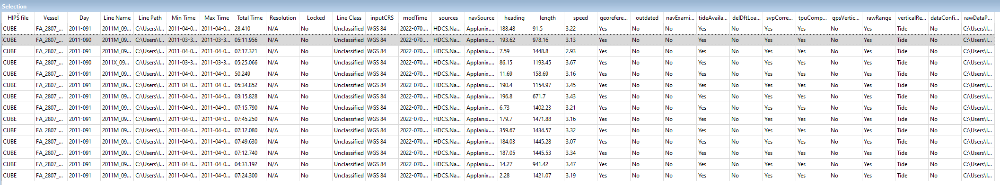 Selection
HIPS file Vessel Day Line Name Line Path Min Time Max Time Total Time Resolution Locked Line Class inputCRS modTime sources navSource heading length speed georefere... outdated navExami... tideAvaila... delDftLoa... svpCorre... tpuComp... gpsVertic... rawRange verticalRe... dataConfi... rawDataP...
CUBE FA_2807_... 2011-091 2011M_09... C:\Users\l... 2011-04-0... 2011-04-0... 28.410 N/A No Unclassified WGS 84 2022-070.... HDCS.Na... Applanix.... 188.48 91.5 3.22 Yes No No Yes No Yes Yes No Yes Tide No C:\Users\l...
CUBE FA_2807_... 2011-090 2011M_09... C:\Users\l... 2011-03-3... 2011-03-3... 05:11.956 N/A No Unclassified WGS 84 2022-070.... HDCS.Na... Applanix.... 193.62 978.16 3.13 Yes No No Yes No Yes Yes No Yes Tide No C:\Users\l...
CUBE FA_2807_... 2011-091 2011M_09... C:\Users\l... 2011-04-0... 2011-04-0... 07:17.321 N/A No Unclassified WGS 84 2022-070.... HDCS.Na... Applanix.... 7.59 1448.8 2.93 Yes No No Yes No Yes Yes No Yes Tide No C:\Users\l...
CUBE FA_2807_... 2011-090 2011X_09... C:\Users\l... 2011-03-3... 2011-03-3... 05:25.066 N/A No Unclassified WGS 84 2022-070.... HDCS.Na... Applanix.... 86.15 1193.45 3.67 Yes No No Yes No Yes Yes No Yes Tide No C:\Users\l...
CUBE FA_2807_... 2011-091 2011M_09... C:\Users\l... 2011-04-0... 2011-04-0... 50.249 N/A No Unclassified WGS 84 2022-070.... HDCS.Na... Applanix.... 11.69 158.69 3.16 Yes No No Yes No Yes Yes No Yes Tide No C:\Users\l...
CUBE FA_2807_... 2011-091 2011M_09... C:\Users\l... 2011-04-0... 2011-04-0... 05:34.852 N/A No Unclassified WGS 84 2022-070.... HDCS.Na... Applanix.... 190.4 1154.97 3.45 Yes No No Yes No Yes Yes No Yes Tide No C:\Users\l...
CUBE FA_2807_... 2011-091 2011M_09... C:\Users\l... 2011-04-0... 2011-04-0... 03:15.828 N/A No Unclassified WGS 84 2022-070.... HDCS.Na... Applanix.... 196.8 671.7 3.43 Yes No No Yes No Yes Yes No Yes Tide No C:\Users\l...
CUBE FA_2807_... 2011-091 2011M_09... C:\Users\l... 2011-04-0... 2011-04-0... 07:15.790 N/A No Unclassified WGS 84 2022-070.... HDCS.Na... Applanix.... 6.73 1402.23 3.21 Yes No No Yes No Yes Yes No Yes Tide No C:\Users\l...
CUBE FA_2807_... 2011-091 2011M_09... C:\Users\l... 2011-04-0... 2011-04-0... 07:45.250 N/A No Unclassified WGS 84 2022-070.... HDCS.Na... Applanix.... 179.7 1471.88 3.16 Yes No No Yes No Yes Yes No Yes Tide No C:\Users\l...
CUBE FA_2807_... 2011-091 2011M_09... C:\Users\l... 2011-04-0... 2011-04-0... 07:12.080 N/A No Unclassified WGS 84 2022-070.... HDCS.Na... Applanix.... 359.67 1434.57 3.32 Yes No No Yes No Yes Yes No Yes Tide No C:\Users\l...
CUBE FA_2807_... 2011-091 2011M_09... C:\Users\l... 2011-04-0... 2011-04-0... 07:49.630 N/A No Unclassified WGS 84 2022-070.... HDCS.Na... Applanix.... 184.03 1445.28 3.07 Yes No No Yes No Yes Yes No Yes Tide No C:\Users\l...
CUBE FA_2807_... 2011-091 2011M_09... C:\Users\l... 2011-04-0... 2011-04-0... 07:12.740 N/A No Unclassified WGS 84 2022-070.... HDCS.Na... Applanix.... 187.05 1445.53 3.34 Yes No No Yes No Yes Yes No Yes Tide No C:\Users\l...
CUBE FA_2807_... 2011-091 2011M_09... C:\Users\l... 2011-04-0... 2011-04-0... 04:31.192 N/A No Unclassified WGS 84 2022-070.... HDCS.Na... Applanix.... 14.27 941.42 3.47 Yes No No Yes No Yes Yes No Yes Tide No C:\Users\l...
CUBE FA_2807_... 2011-091 2011M_09... C:\Users\l... 2011-04-0... 2011-04-0... 07:24.300 N/A No Unclassified WGS 84 2022-070.... HDCS.Na... Applanix.... 2.28 1421.07 3.19 Yes No No Yes No Yes Yes No Yes Tide No C:\Users\l...